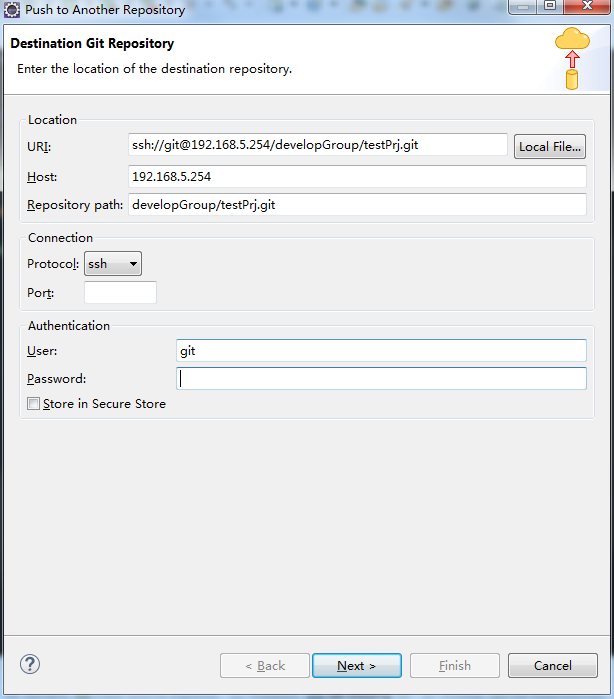 Push to Another Repository
Destination Git Repository
Enter the location of the destination repository.
Location
URI: ssh://git@192.168.5.254/developGroup/testPrj.git Local File...
Host: 192.168.5.254
Repository path: developGroup/testPrj.git
Connection
Protocol: ssh
Port:
Authentication
User: git
Password:
Store in Secure Store
?
< Back Next > Finish Cancel